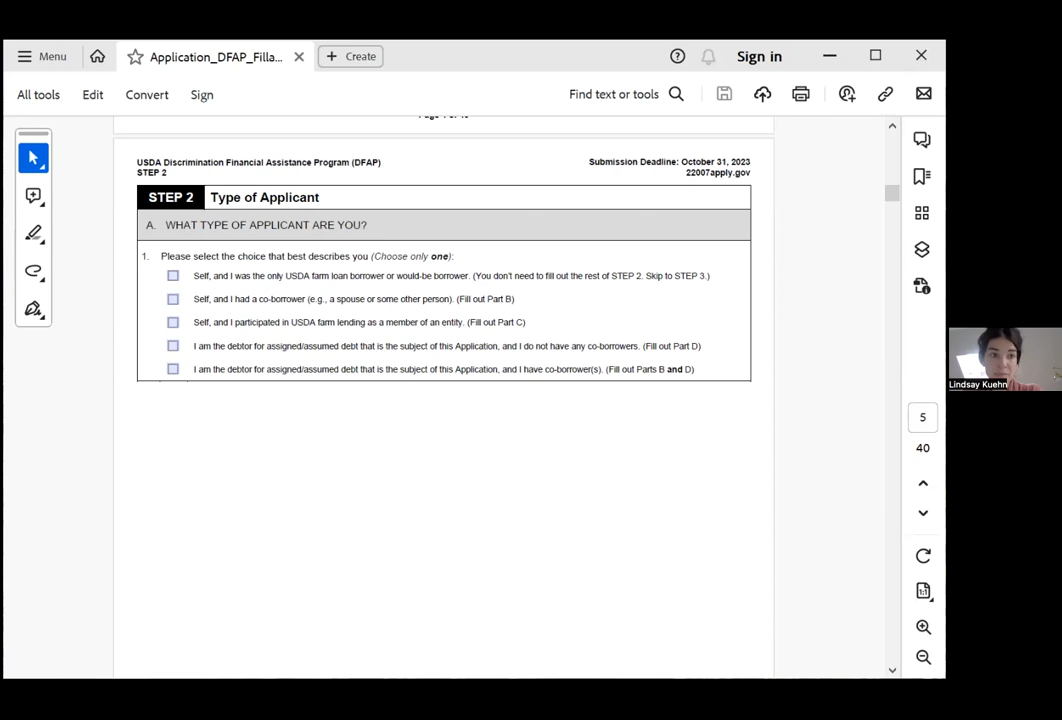 Menu
Application_DFAP_Filla...
Create
Sign in
All tools
Edit
Convert
Sign
Find text or tools
USDA Discrimination Financial Assistance Program (DFAP)
Submission Deadline: October 31, 2023
STEP 2
22007apply.gov
STEP 2 Type of Applicant
A. WHAT TYPE OF APPLICANT ARE YOU?
1. Please select the choice that best describes you (Choose only one):
Self, and I was the only USDA farm loan borrower or would-be borrower. (You don't need to fill out the rest of STEP 2. Skip to STEP 3.)
Self, and I had a co-borrower (e.g., a spouse or some other person). (Fill out Part B)
Self, and I participated in USDA farm lending as a member of an entity. (Fill out Part C)
I am the debtor for assigned/assumed debt that is the subject of this Application, and I do not have any co-borrowers. (Fill out Part D)
I am the debtor for assigned/assumed debt that is the subject of this Application, and I have co-borrower(s). (Fill out Parts B and D)
Lindsay Kuehn
5
40
1:1